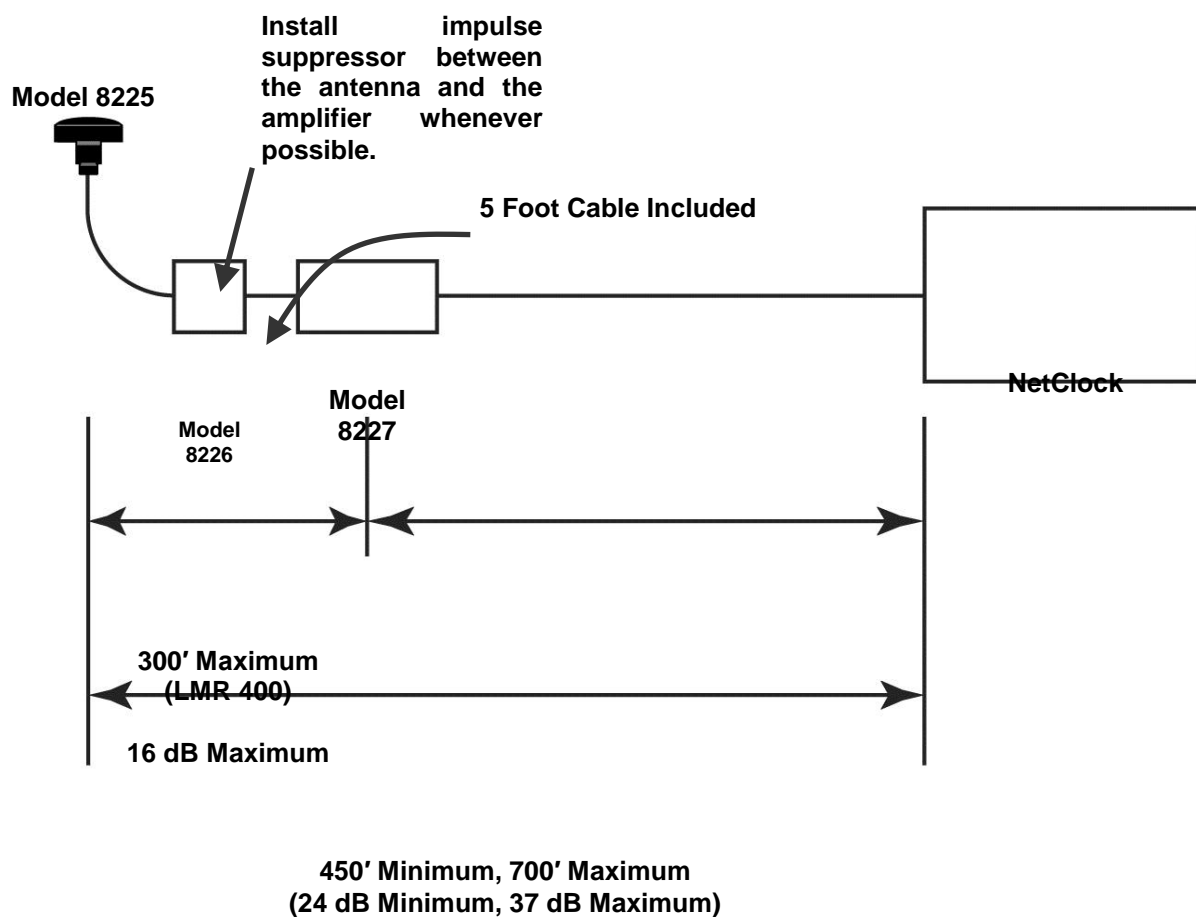 Install impulse
suppressor between
the antenna and the
amplifier whenever
possible.
Model 8225
5 Foot Cable Included
NetClock
Model
8227
Model
8226
300′ Maximum
(LMR 400)
16 dB Maximum
450′ Minimum, 700′ Maximum
(24 dB Minimum, 37 dB Maximum)